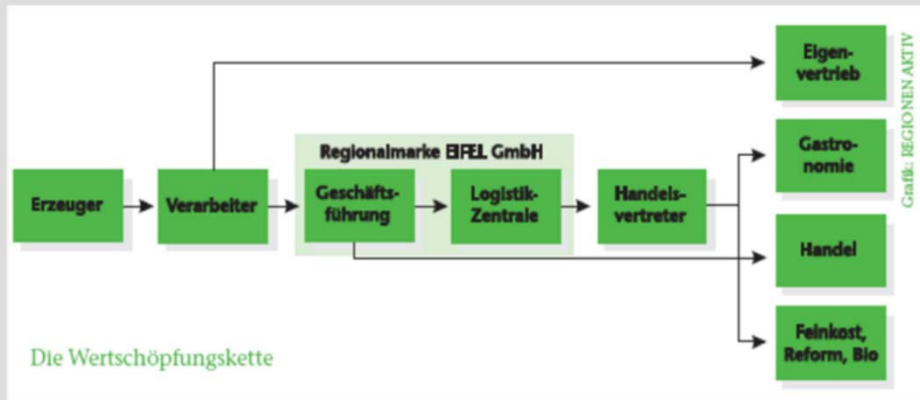 Eigen-
vertrieb
Regionalmarke EIFEL GmbH
Erzeuger
Verarbeiter
Geschäfts-
führung
Logistik-
Zentrale
Handels-
vertreter
Gastro-
nomie
Handel
Feinkost,
Reform, Bio
Die Wertschöpfungskette
Grafik: REGIONEN AKTIV